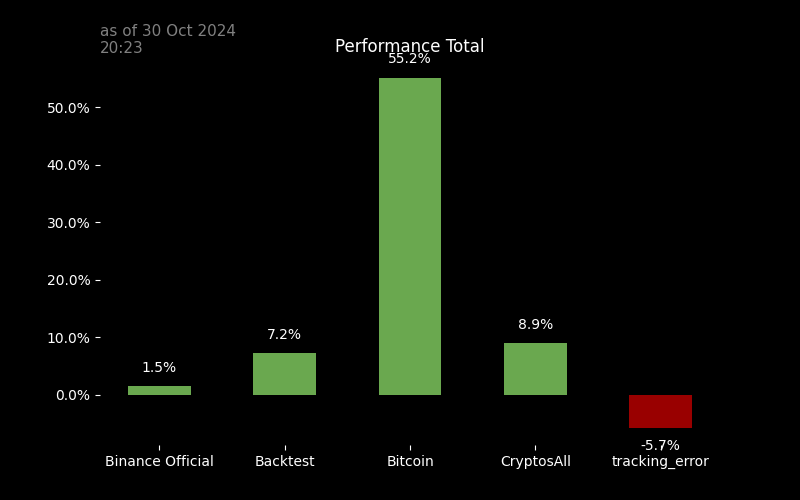 as of 30 Oct 2024
20:23
Performance Total
55.2%
50.0%
40.0%
30.0%
20.0%
10.0%
0.0%
1.5%
7.2%
8.9%
-5.7%
Binance Official
Backtest
Bitcoin
CryptosAll
tracking_error